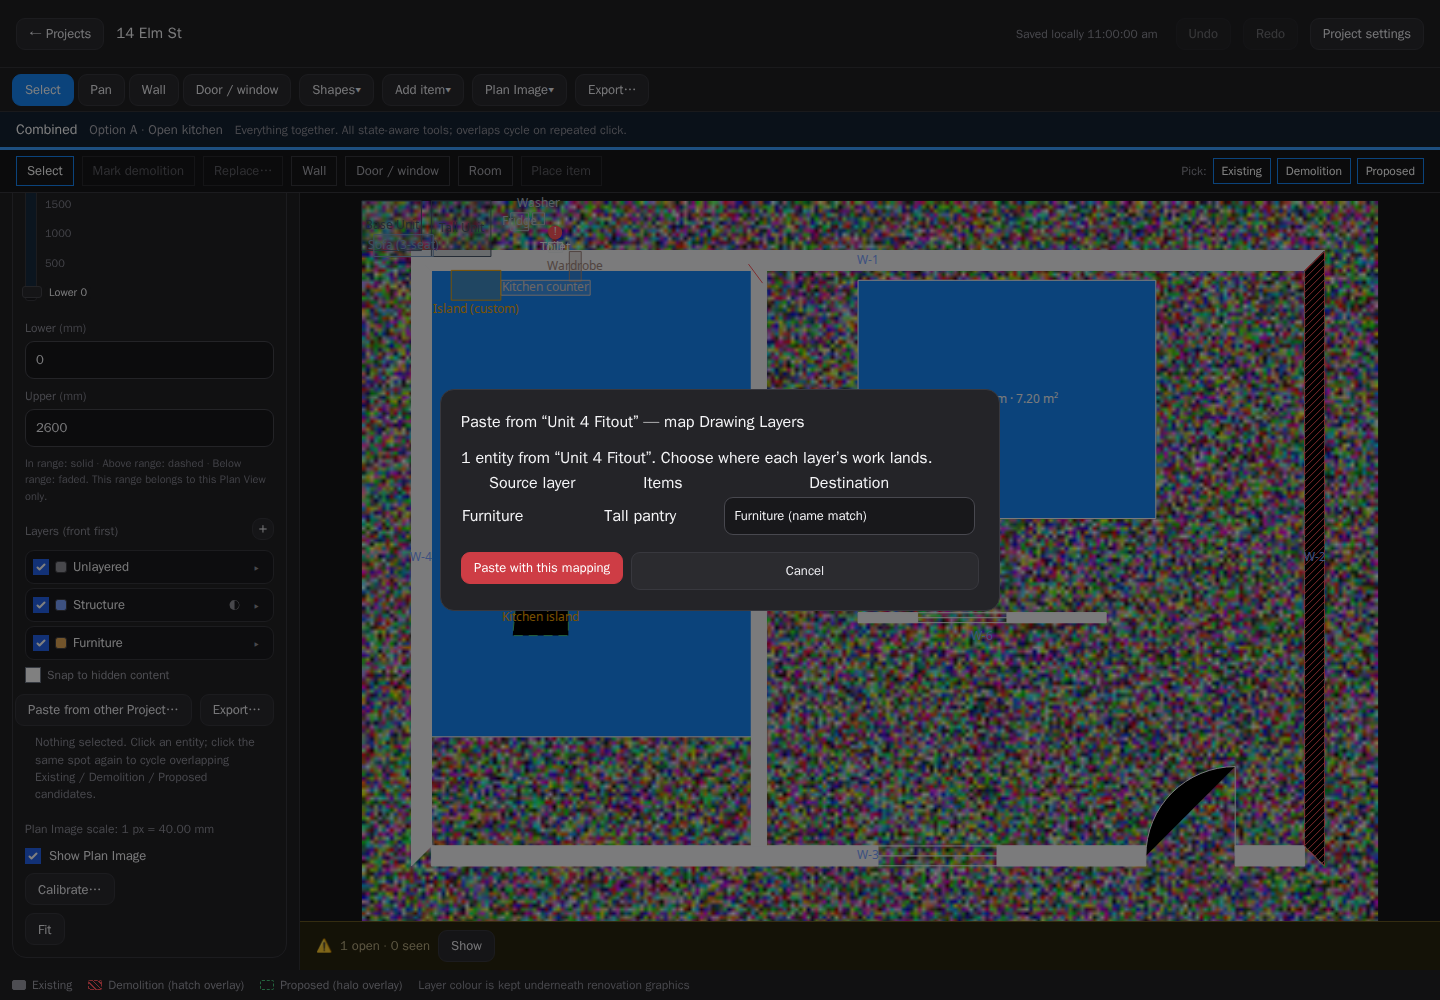 ← Projects
14 Elm St
Saved locally 11:00:00 am
Undo
Redo
Project settings
Select
Pan
Wall
Door / window
Shapes▾
Add item▾
Plan Image▾
Export⋯
Combined
Option A · Open kitchen
Everything together. All state-aware tools; overlaps cycle on repeated click.
Select
Mark demolition
Replace⋯
Wall
Door / window
Room
Place item
Pick:
Existing
Demolition
Proposed
1500
1000
500
Lower 0
Lower (mm)
0
Upper (mm)
2600
In range: solid · Above range: dashed · Below
range: faded. This range belongs to this Plan View
only.
Layers (front first)
+
Unlayered
Structure
Furniture
Snap to hidden content
Paste from other Project⋯
Export⋯
Nothing selected. Click an entity; click the
same spot again to cycle overlapping
Existing / Demolition / Proposed
candidates.
Plan Image scale: 1 px = 40.00 mm
Show Plan Image
Calibrate⋯
Fit
Washer
Toilet
Wardrobe
Kitchen counter
Island (custom)
W-1
m · 7.20 m²
W-4
W-2
Kitchen island
W-3
Paste from “Unit 4 Fitout” — map Drawing Layers
1 entity from “Unit 4 Fitout”. Choose where each layer’s work lands.
Source layer
Items
Destination
Furniture
Tall pantry
Furniture (name match)
Paste with this mapping
Cancel
1 open · 0 seen
Show
Existing
Demolition (hatch overlay)
Proposed (halo overlay)
Layer colour is kept underneath renovation graphics